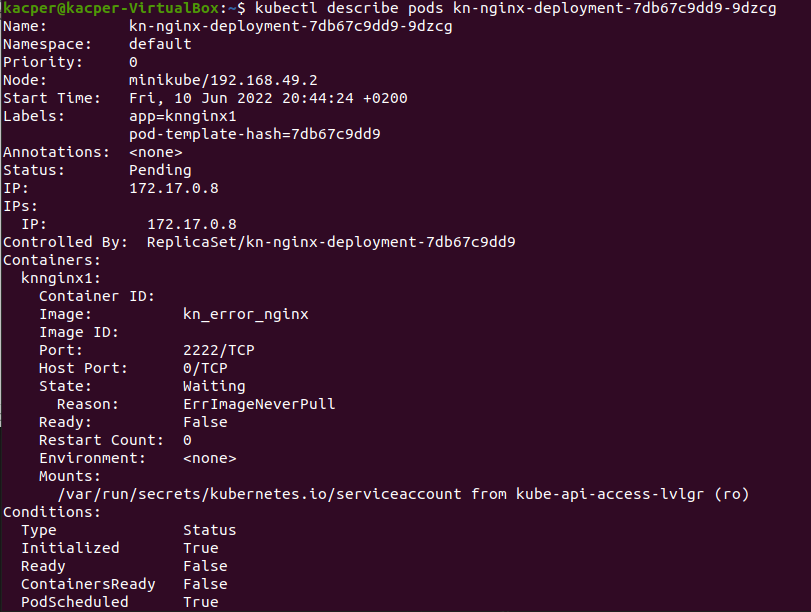 kacper@kacper-VirtualBox:~$ kubectl describe pods kn-nginx-deployment-7db67c9dd9-9dzcg
Name:         kn-nginx-deployment-7db67c9dd9-9dzcg
Namespace:    default
Priority:     0
Node:         minikube/192.168.49.2
Start Time:   Fri, 10 Jun 2022 20:44:24 +0200
Labels:       app=knnginx1
              pod-template-hash=7db67c9dd9
Annotations:  <none>
Status:       Pending
IP:           172.17.0.8
IPs:
  IP:           172.17.0.8
Controlled By:  ReplicaSet/kn-nginx-deployment-7db67c9dd9
Containers:
  knnginx1:
    Container ID:
    Image:          kn_error_nginx
    Image ID:
    Port:           2222/TCP
    Host Port:      0/TCP
    State:          Waiting
      Reason:       ErrImageNeverPull
    Ready:          False
    Restart Count:  0
    Environment:    <none>
    Mounts:
      /var/run/secrets/kubernetes.io/serviceaccount from kube-api-access-lvlgr (ro)
Conditions:
  Type              Status
  Initialized       True
  Ready             False
  ContainersReady   False
  PodScheduled      True